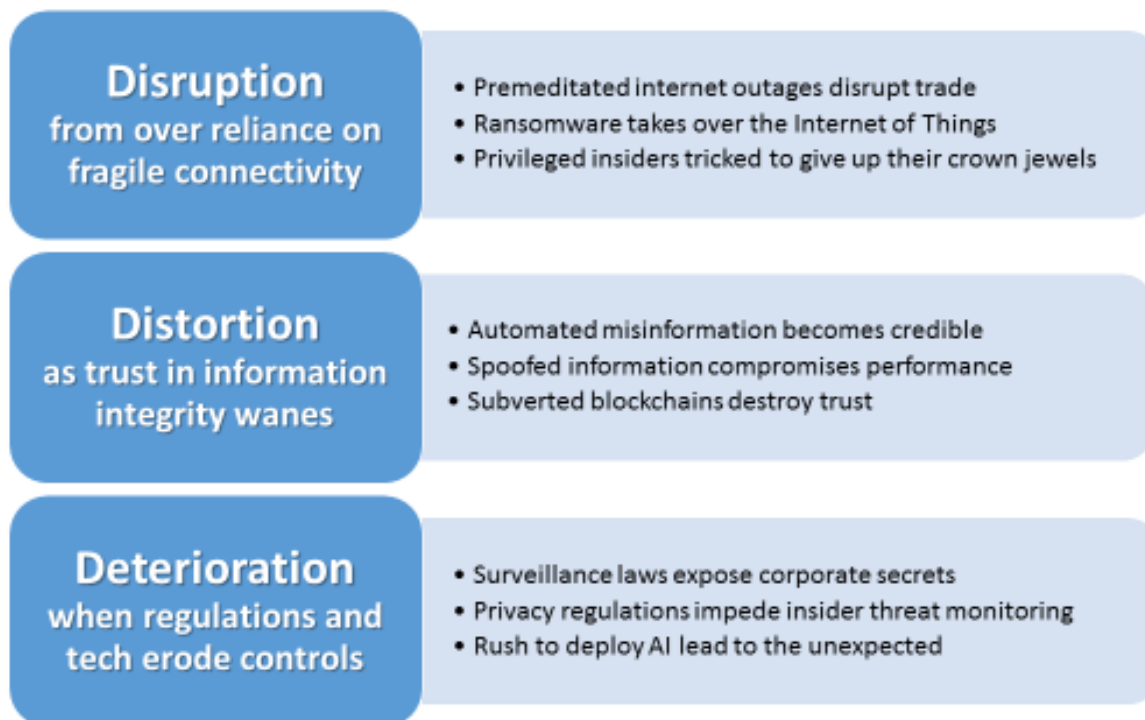 Disruption
from over reliance on
fragile connectivity
• Premeditated internet outages disrupt trade
• Ransomware takes over the Internet of Things
• Privileged insiders tricked to give up their crown jewels
Distortion
as trust in information
integrity wanes
• Automated misinformation becomes credible
• Spoofed information compromises performance
• Subverted blockchains destroy trust
Deterioration
when regulations and
tech erode controls
• Surveillance laws expose corporate secrets
• Privacy regulations impede insider threat monitoring
• Rush to deploy AI lead to the unexpected